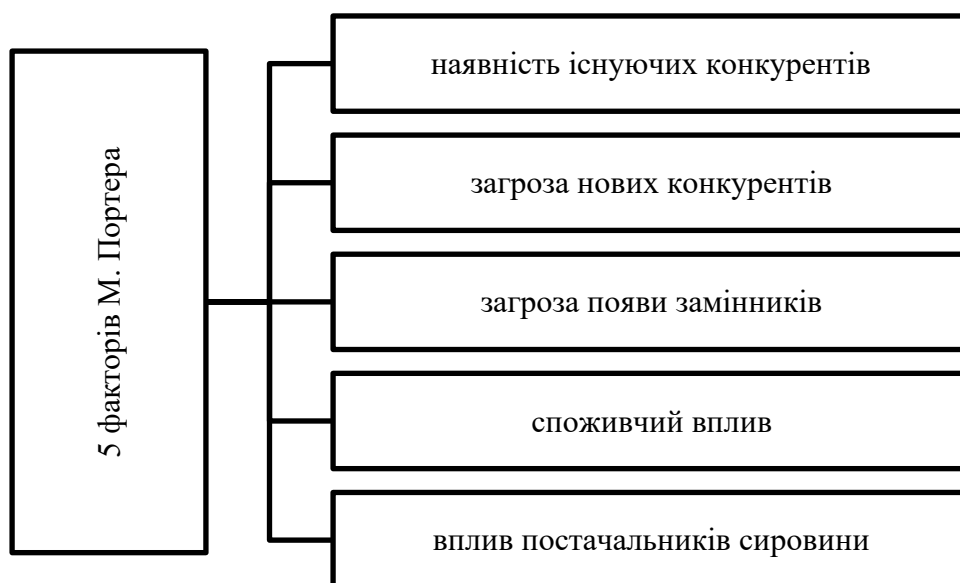 5 факторів М. Портера
наявність існуючих конкурентів
загроза нових конкурентів
загроза появи замінників
споживчий вплив
вплив постачальників сировини